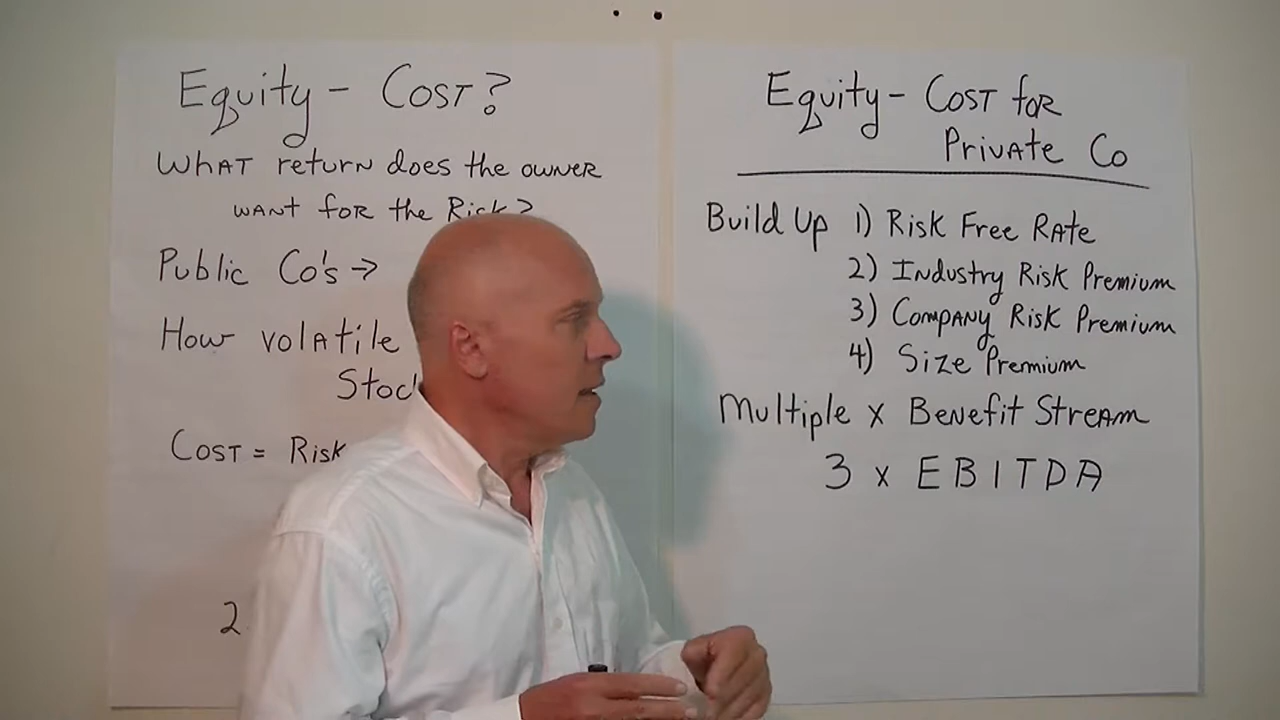 Equity - Cost?
What return does the owner
want for the Risk?
Public Co's →
How volatile
Cost = Risk
2
Equity - Cost for
Private Co
Build Up 1) Risk Free Rate
2) Industry Risk Premium
3) Company Risk Premium
4) Size Premium
Multiple x Benefit Stream
3 x EBITDA